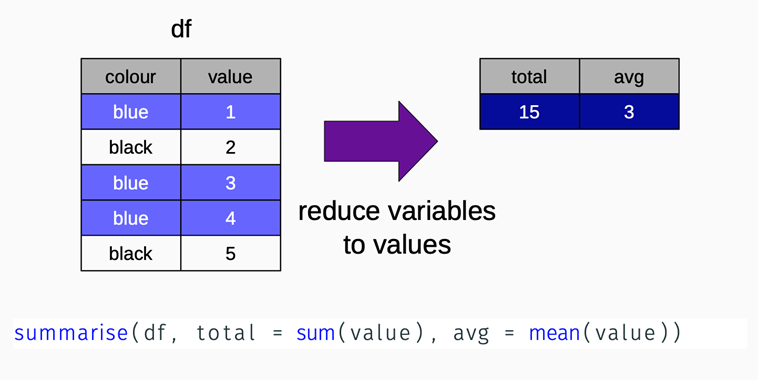 df
colour value
blue 1
black 2
blue 3
blue 4
black 5
reduce variables
to values
total avg
15 3
summarise(df, total = sum(value), avg = mean(value))